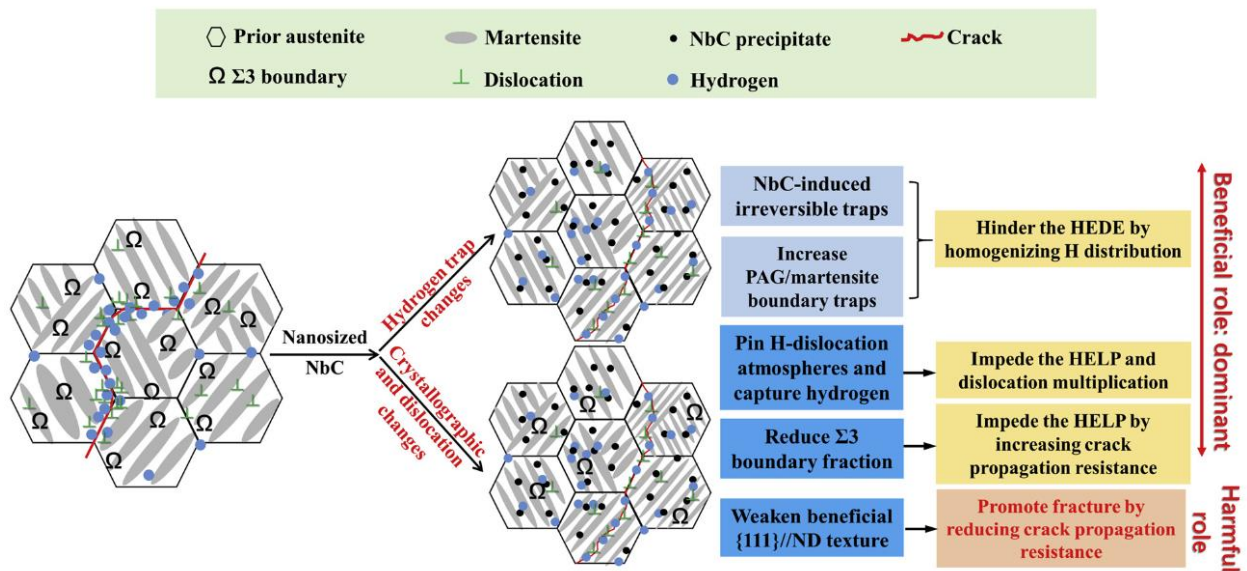 Prior austenite
Martensite
NbC precipitate
Crack
Ω Σ3 boundary
Dislocation
Hydrogen
Ω
Ω
Ω
Ω
Ω
Ω
Ω
Ω
Ω
Ω
Ω
Ω
Ω
Nanosized
NbC
Hydrogen trap
changes
Crystallographic
and dislocation
changes
Ω
Ω
Ω
Ω
Ω
Ω
NbC-induced
irreversible traps
Increase
PAG/martensite
boundary traps
Hinder the HEDE by
homogenizing H distribution
Pin H-dislocation
atmospheres and
capture hydrogen
Impede the HELP and
dislocation multiplication
Reduce Σ3
boundary fraction
Impede the HELP by
increasing crack
propagation resistance
Weaken beneficial
{111}//ND texture
Promote fracture by
reducing crack propagation
resistance
Beneficial role: dominant
Harmful
role